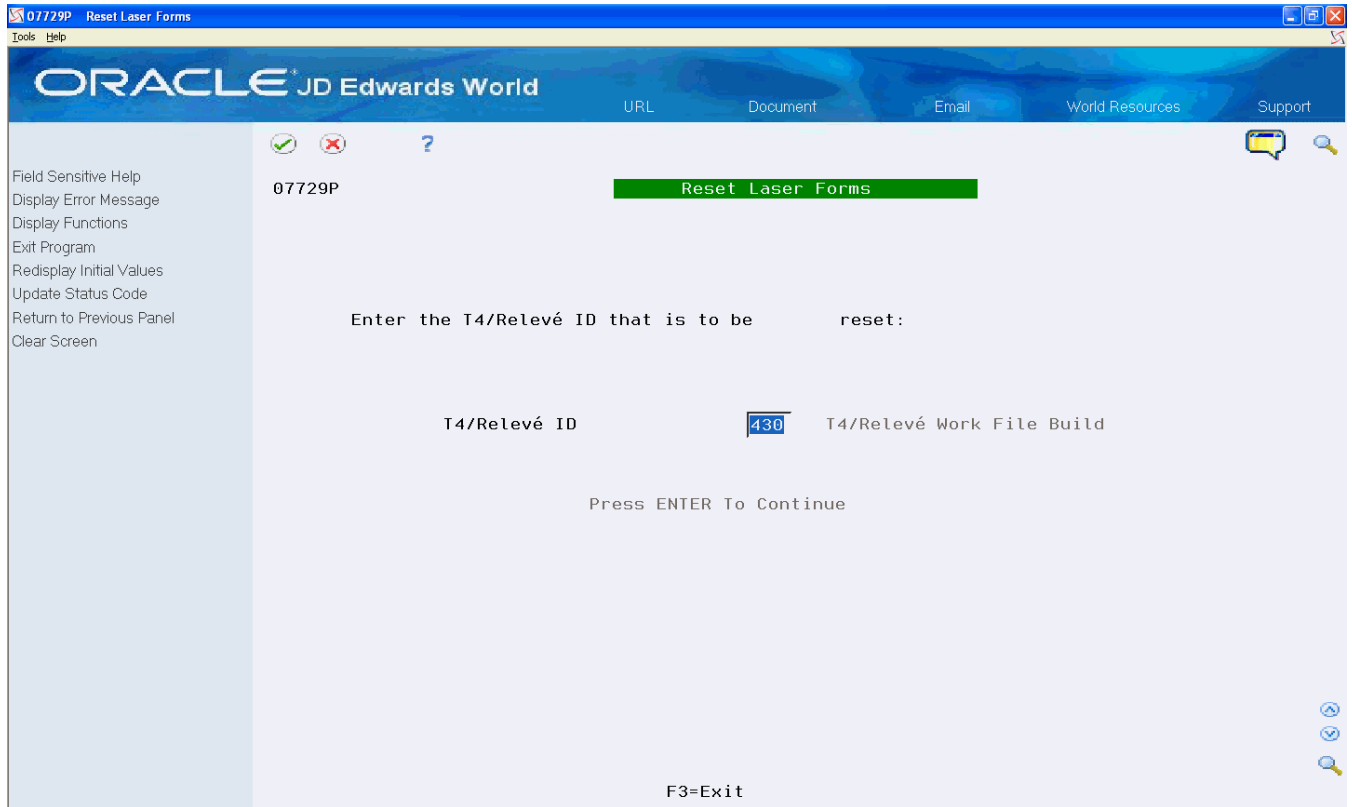 07729P Reset Laser Forms
Tools Help
ORACLE JD Edwards World
URL Document Email World Resources Support
?
Field Sensitive Help
Display Error Message
Display Functions
Exit Program
Redisplay Initial Values
Update Status Code
Return to Previous Panel
Clear Screen
07729P Reset Laser Forms
Enter the T4/Relevé ID that is to be reset:
T4/Relevé ID 430 T4/Relevé Work File Build
Press ENTER To Continue
F3=Exit